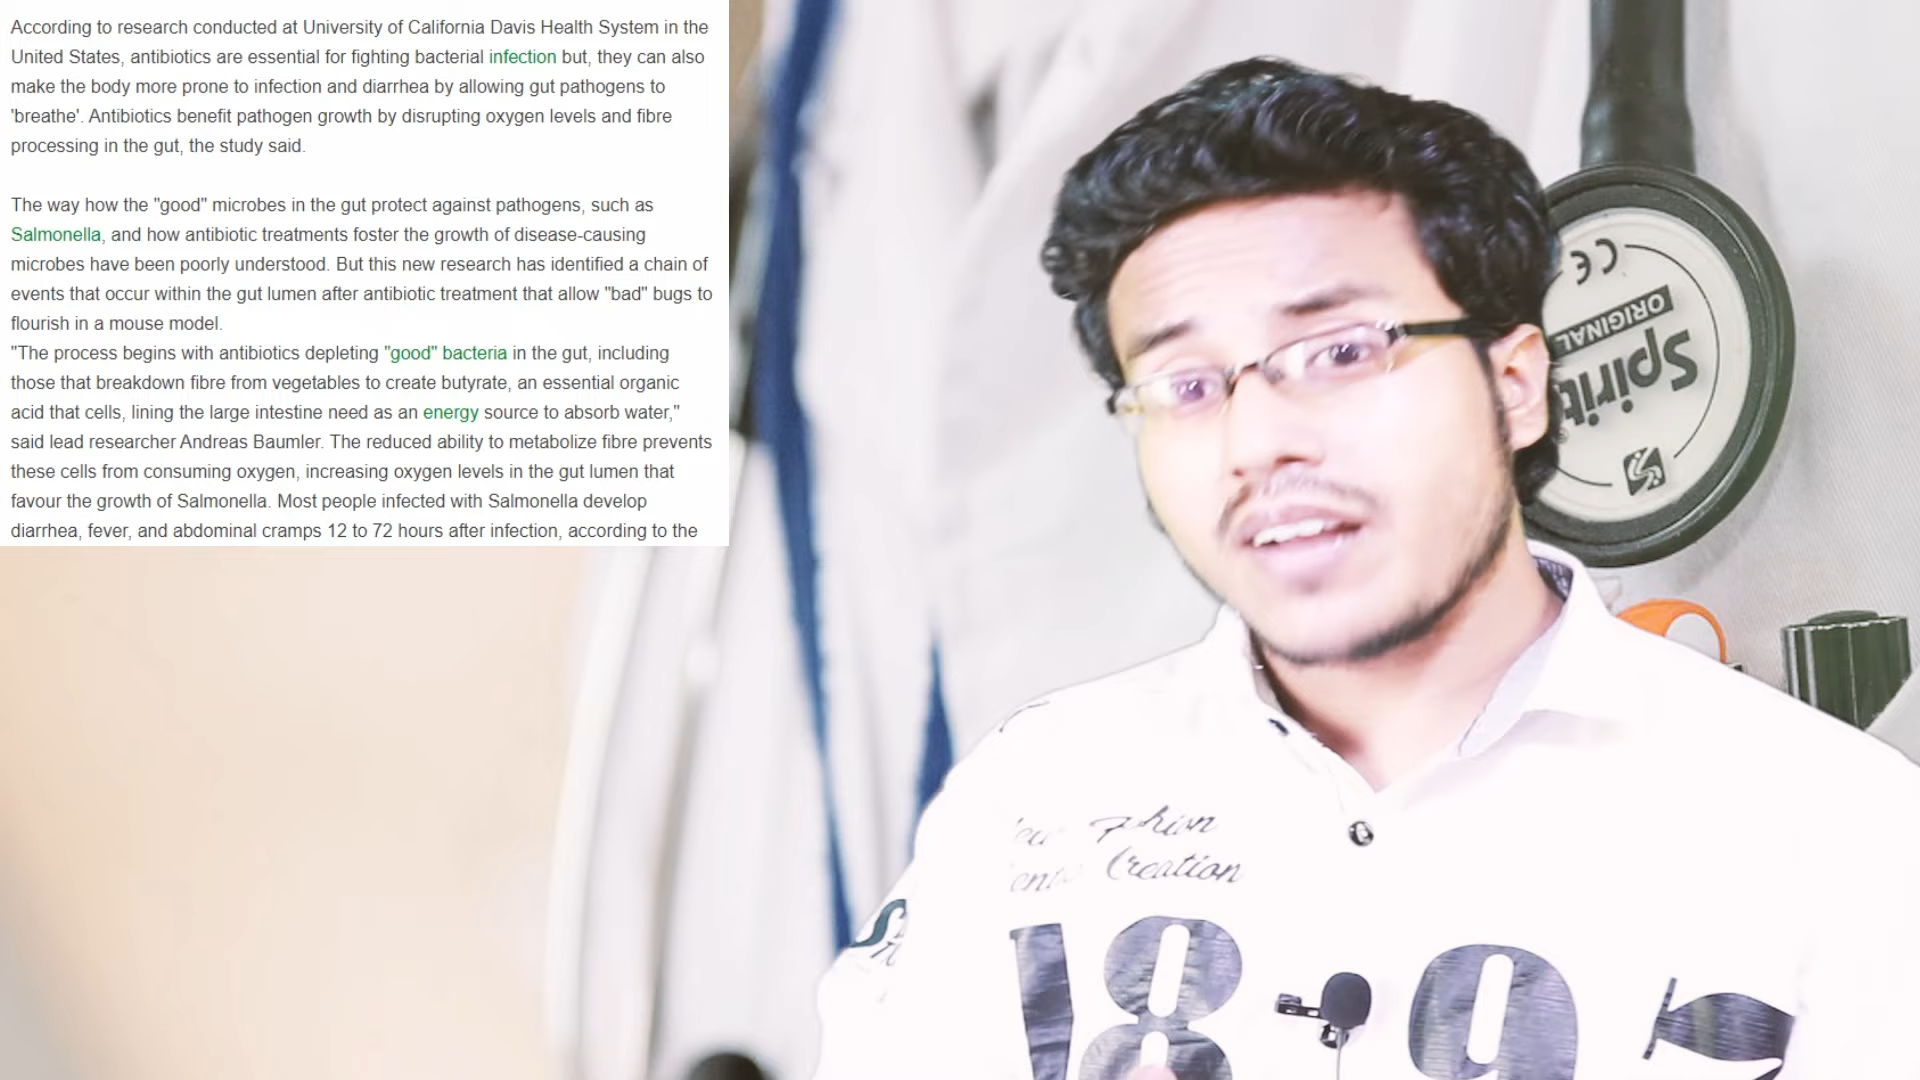 According to research conducted at University of California Davis Health System in the
United States, antibiotics are essential for fighting bacterial infection but, they can also
make the body more prone to infection and diarrhea by allowing gut pathogens to
'breathe'. Antibiotics benefit pathogen growth by disrupting oxygen levels and fibre
processing in the gut, the study said.
The way how the "good" microbes in the gut protect against pathogens, such as
Salmonella, and how antibiotic treatments foster the growth of disease-causing
microbes have been poorly understood. But this new research has identified a chain of
events that occur within the gut lumen after antibiotic treatment that allow "bad" bugs to
flourish in a mouse model.
"The process begins with antibiotics depleting "good" bacteria in the gut, including
those that breakdown fibre from vegetables to create butyrate, an essential organic
acid that cells, lining the large intestine need as an energy source to absorb water,"
said lead researcher Andreas Baumler. The reduced ability to metabolize fibre prevents
these cells from consuming oxygen, increasing oxygen levels in the gut lumen that
favour the growth of Salmonella. Most people infected with Salmonella develop
diarrhea, fever, and abdominal cramps 12 to 72 hours after infection, according to the
CE
ORIGINAL
Spirit
Creation
1897